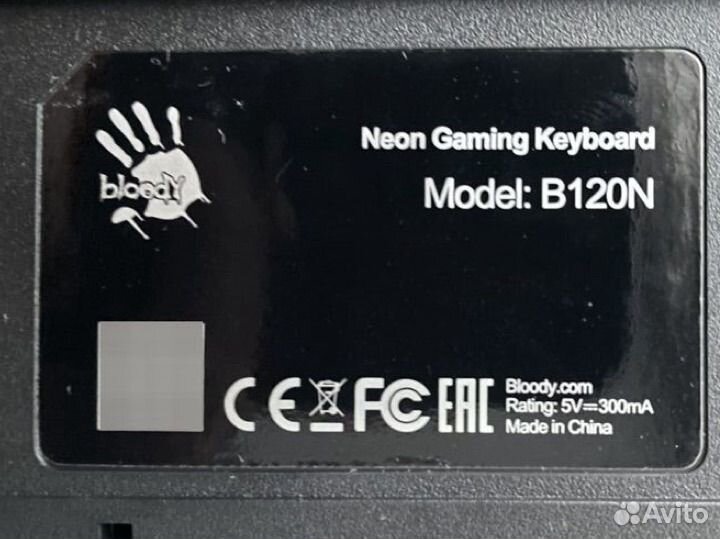 bloody
Neon Gaming Keyboard
Model: B120N
CE FC EAC
Bloody.com
Rating: 5V⎓300mA
Made in China
Avito